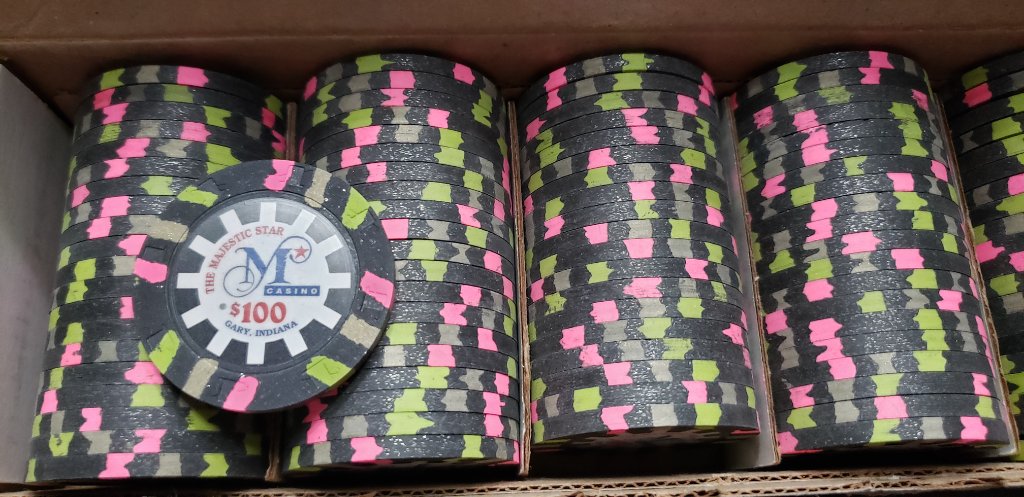 THE MAJESTIC STAR
M
CASINO
$100
GARY, INDIANA